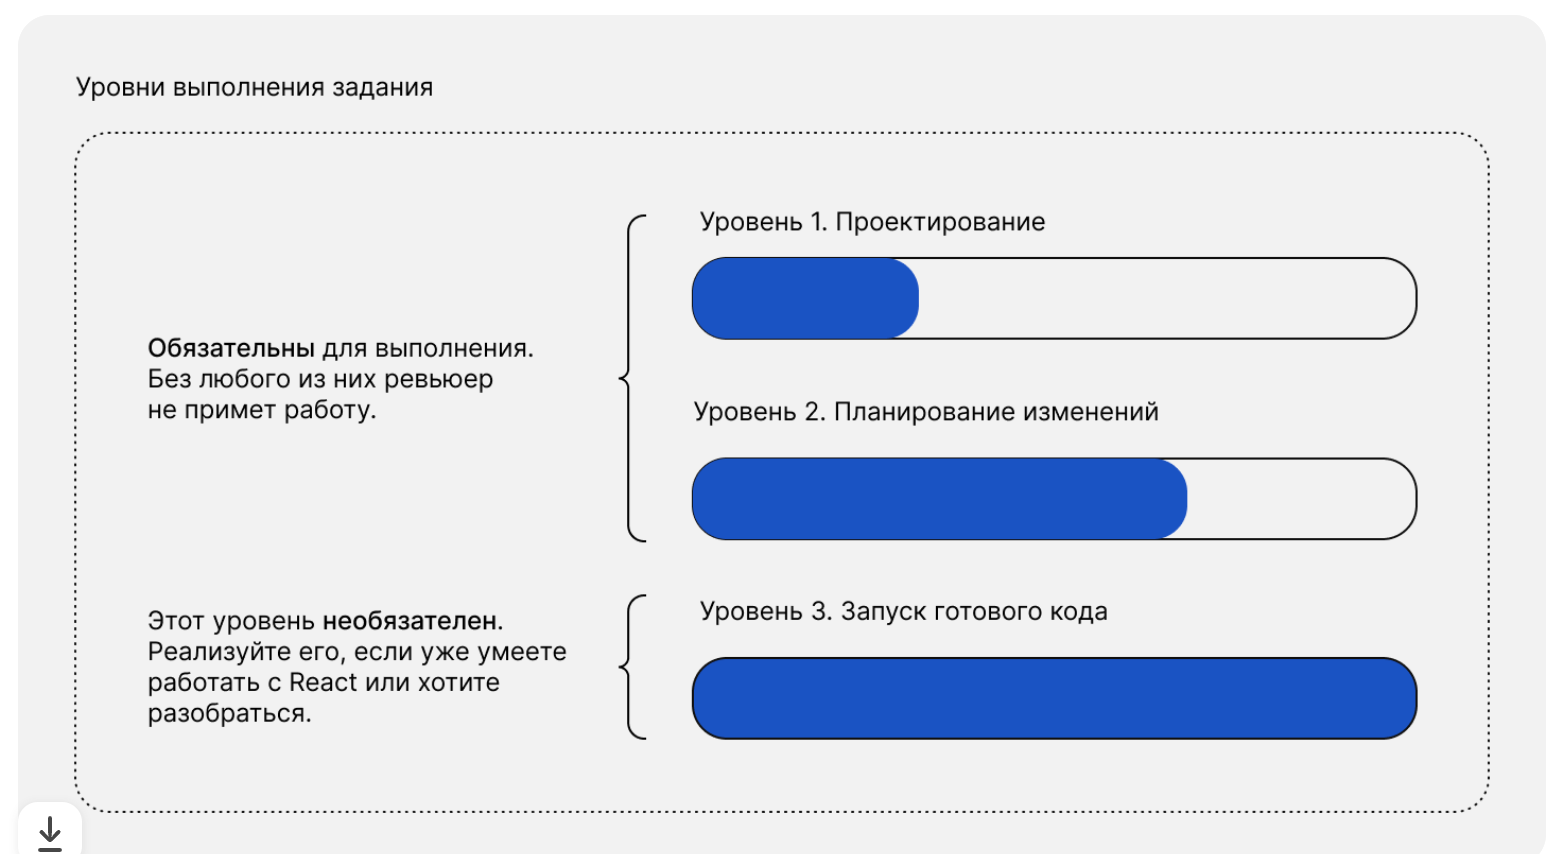 Уровни выполнения задания
Уровень 1. Проектирование
Обязательны для выполнения.
Без любого из них ревьюер
не примет работу.
Уровень 2. Планирование изменений
Этот уровень необязателен.
Реализуйте его, если уже умеете
работать с React или хотите
разобраться.
Уровень 3. Запуск готового кода